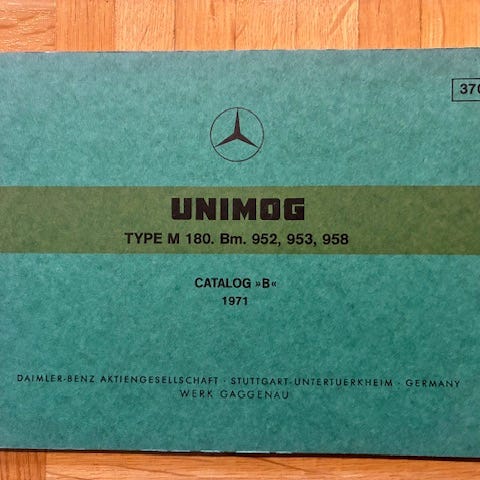 370
UNIMOG
TYPE M 180. Bm. 952, 953, 958
CATALOG »B«
1971
DAIMLER-BENZ AKTIENGESELLSCHAFT · STUTTGART-UNTERTUERKHEIM · GERMANY
WERK GAGGENAU